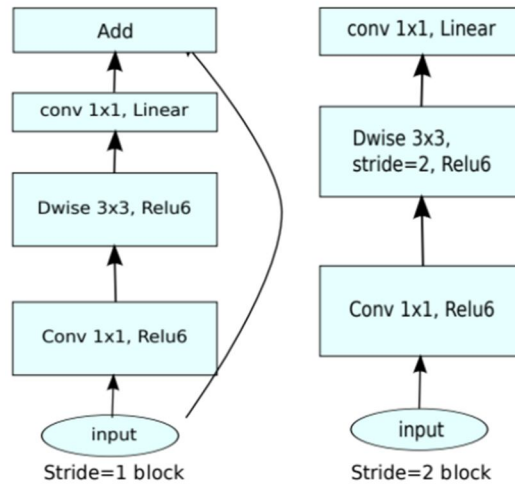 Add
conv 1x1, Linear
Dwise 3x3, Relu6
Conv 1x1, Relu6
input
Stride=1 block
conv 1x1, Linear
Dwise 3x3,
stride=2, Relu6
Conv 1x1, Relu6
input
Stride=2 block